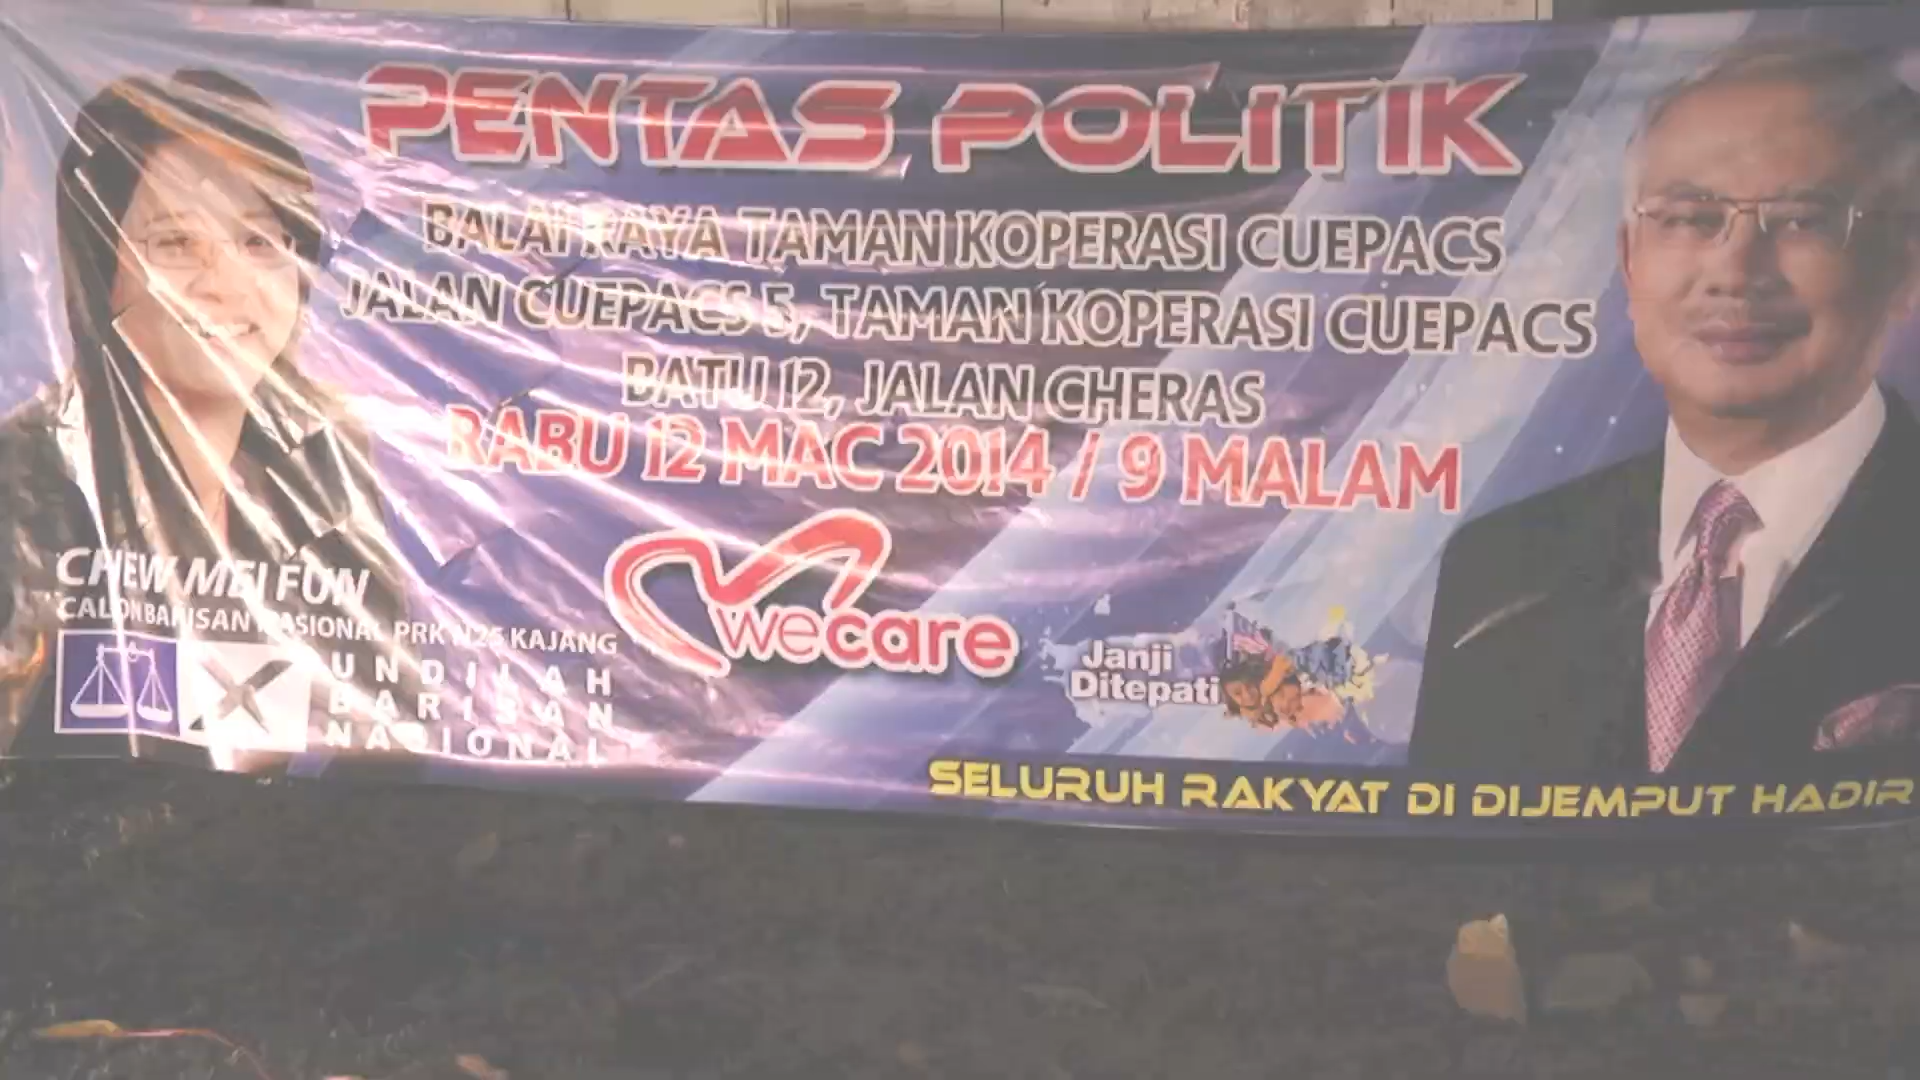 PENTAS POLITIK
BALAI RAYA TAMAN KOPERASI CUEPACS
JALAN CUEPACS 5, TAMAN KOPERASI CUEPACS
BATU 12, JALAN CHERAS
RABU 12 MAC 2014 / 9 MALAM
CHEW MEI FUN
CALON BARISAN NASIONAL PRK N25 KAJANG
UNDILAH
BARISAN
NASIONAL
wecare
Janji
Ditepati
SELURUH RAKYAT DI DIJEMPUT HADIR